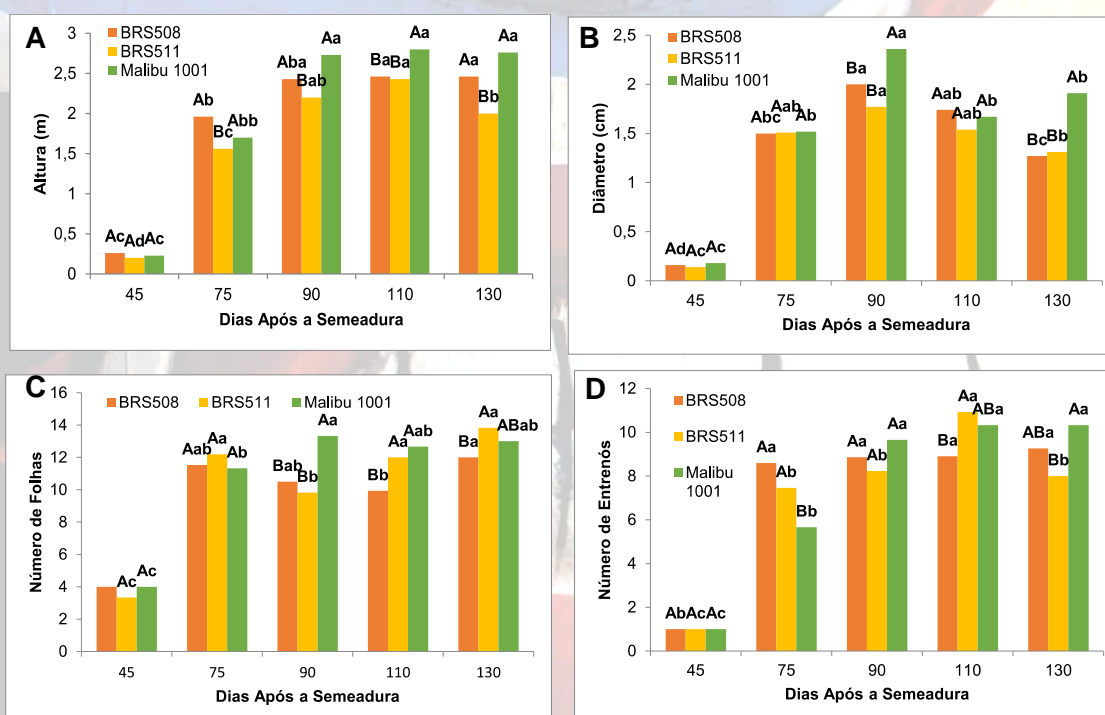 A
BRS508
BRS511
Malibu 1001
Altura (m)
3
2,5
2
1,5
1
0,5
0
Ac Ad Ac
Ab Bc Abb
Aba Bab Aa
Ba Ba Aa
Aa Bb Aa
45 75 90 110 130
Dias Após a Semeadura
B
BRS508
BRS511
Malibu 1001
Diâmetro (cm)
2,5
2
1,5
1
0,5
0
Ad Ac Ac
Abc Aab Ab
Ba Ba Aa
Aab Aab Ab
Bc Bb Ab
45 75 90 110 130
Dias Após a Semeadura
C
BRS508 BRS511 Malibu 1001
Número de Folhas
16
14
12
10
8
6
4
2
0
Ac Ac
Aab Aa Ab
Bab Bb Aa
Bb Aa Aab
Ba Aa ABab
45 75 90 110 130
Dias Após a Semeadura
D
BRS508
BRS511
Malibu
1001
Número de Entrenós
12
10
8
6
4
2
0
Ab Ac Ac
Aa Ab Bb
Aa Ab Aa
Ba Aa ABa
ABa Bb Aa
45 75 90 110 130
Dias Após a Semeadura